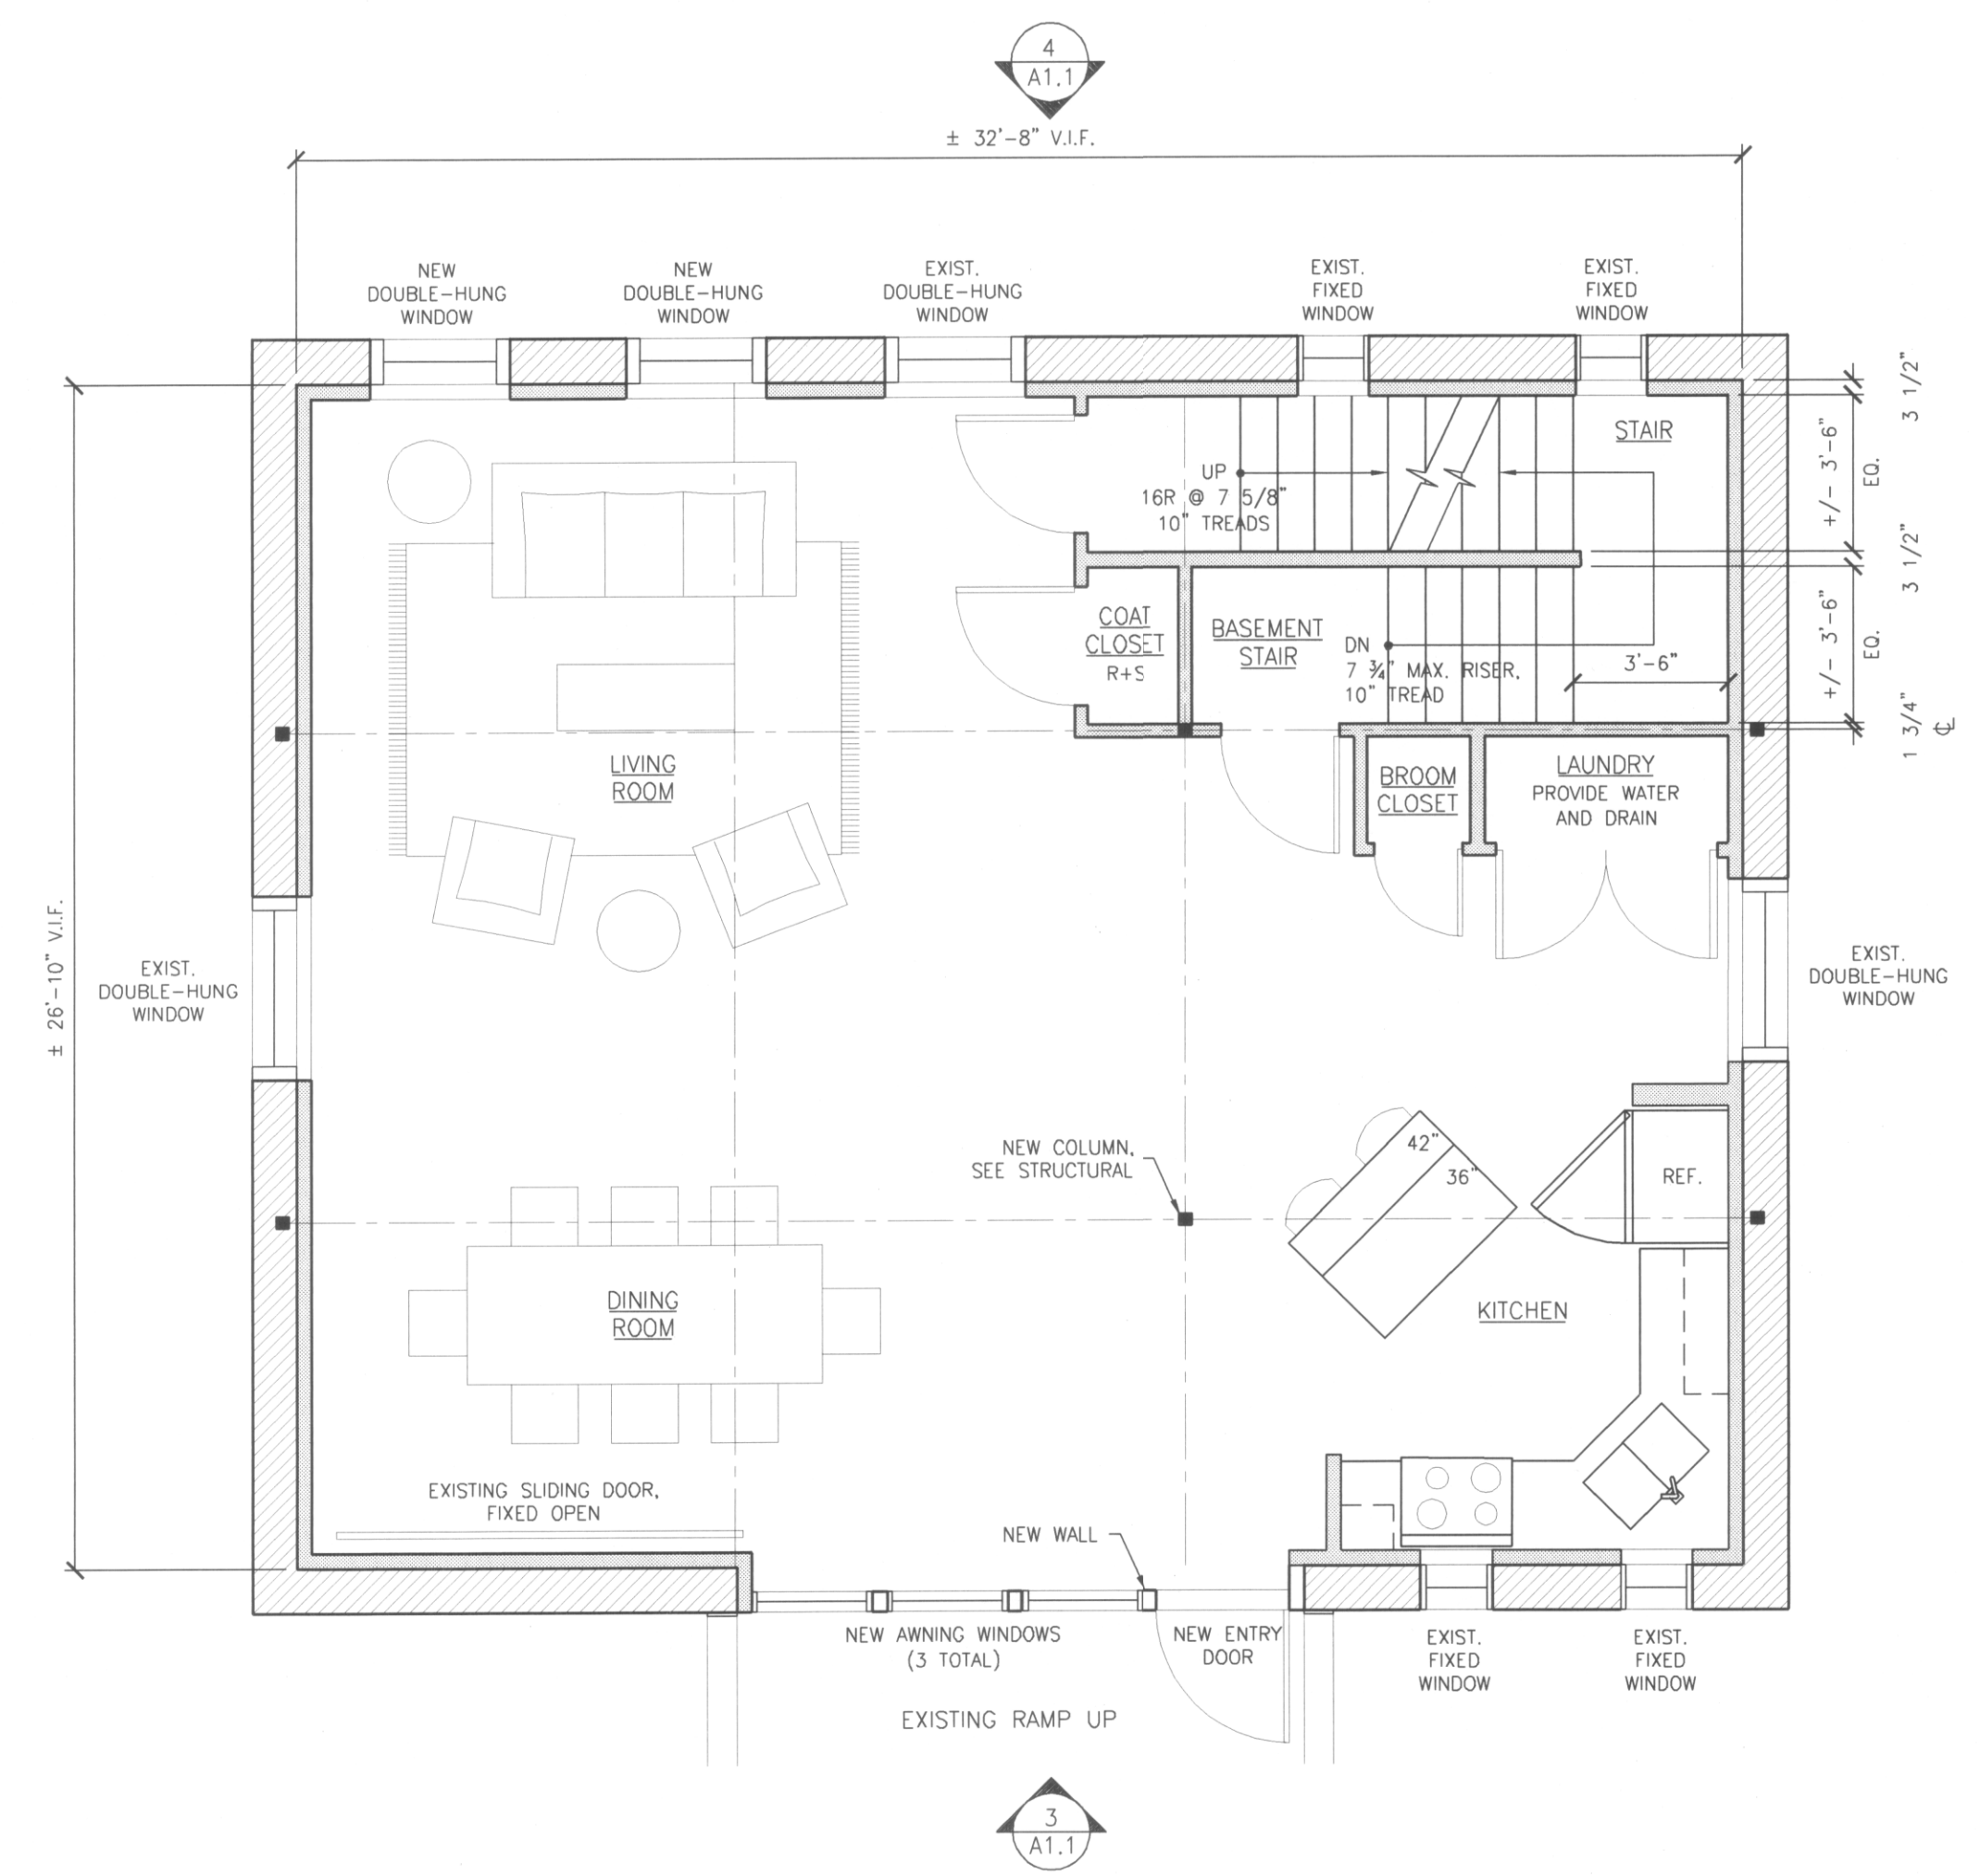 4
A1.1
± 32'-8" V.I.F.
NEW
DOUBLE-HUNG
WINDOW
NEW
DOUBLE-HUNG
WINDOW
EXIST.
DOUBLE-HUNG
WINDOW
EXIST.
FIXED
WINDOW
EXIST.
FIXED
WINDOW
3 1/2"
+/- 3'-6"
EQ.
3 1/2"
+/- 3'-6"
EQ.
1 3/4"
℄
STAIR
UP
16R @ 7 5/8"
10" TREADS
COAT
CLOSET
R+S
BASEMENT
STAIR
DN
7 ¾" MAX. RISER,
10" TREAD
3'-6"
LIVING
ROOM
BROOM
CLOSET
LAUNDRY
PROVIDE WATER
AND DRAIN
± 26'-10" V.I.F.
EXIST.
DOUBLE-HUNG
WINDOW
EXIST.
DOUBLE-HUNG
WINDOW
NEW COLUMN,
SEE STRUCTURAL
42"
36"
REF.
DINING
ROOM
KITCHEN
EXISTING SLIDING DOOR,
FIXED OPEN
NEW WALL
NEW AWNING WINDOWS
(3 TOTAL)
NEW ENTRY
DOOR
EXIST.
FIXED
WINDOW
EXIST.
FIXED
WINDOW
EXISTING RAMP UP
3
A1.1